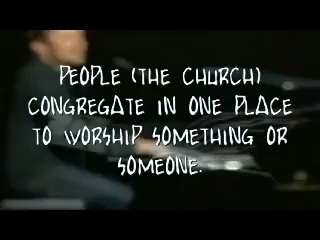 PEOPLE (THE CHURCH)
CONGREGATE IN ONE PLACE
TO WORSHIP SOMETHING OR
SOMEONE.